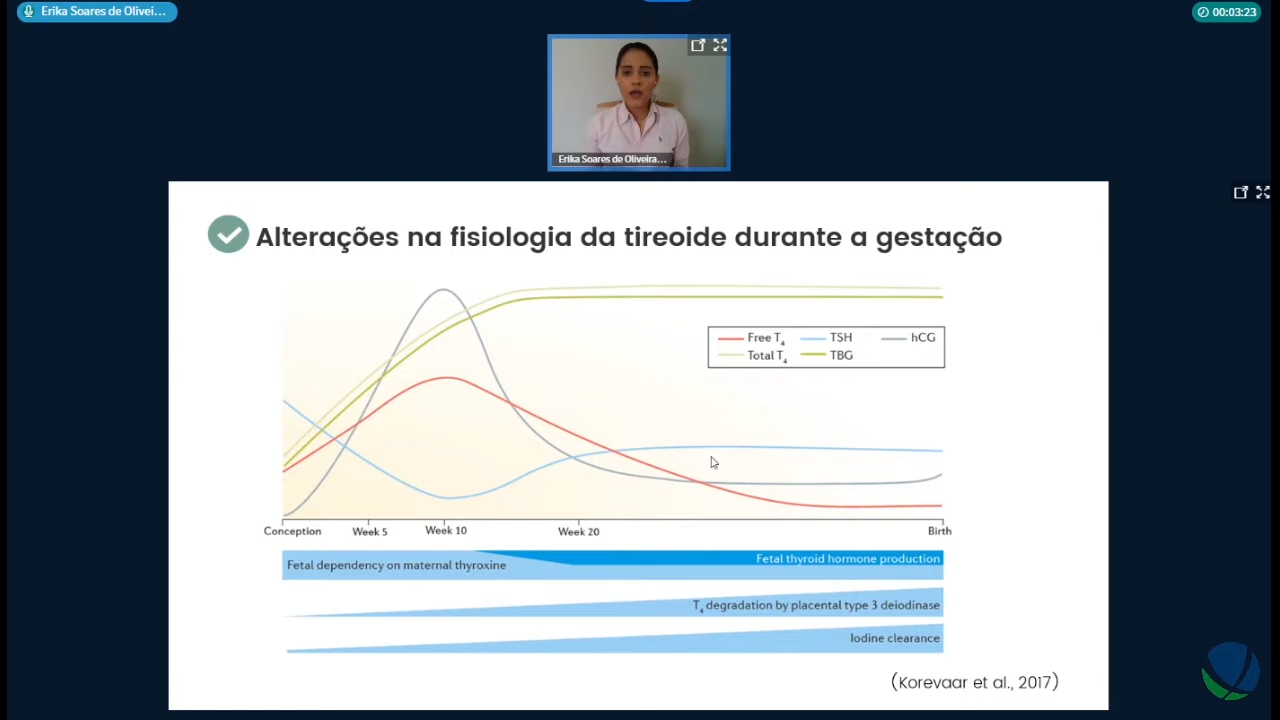 Erika Soares de Olivei...
00:03:23
Erika Soares de Oliveira...
Alterações na fisiologia da tireoide durante a gestação
Free T4 TSH hCG
Total T4 TBG
Conception Week 5 Week 10 Week 20 Birth
Fetal thyroid hormone production
Fetal dependency on maternal thyroxine
T4 degradation by placental type 3 deiodinase
Iodine clearance
(Korevaar et al., 2017)